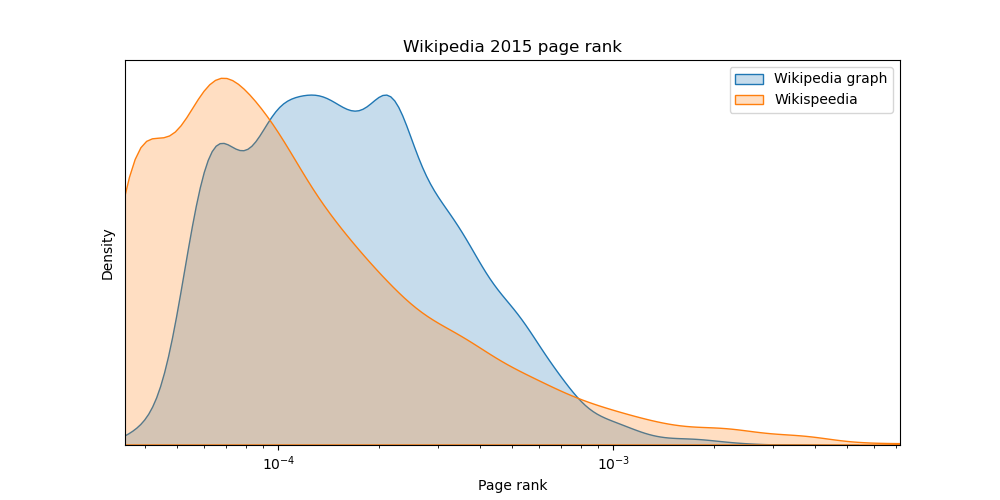 Wikipedia 2015 page rank
Wikipedia graph
Wikispeedia
Density
10⁻⁴
10⁻³
Page rank